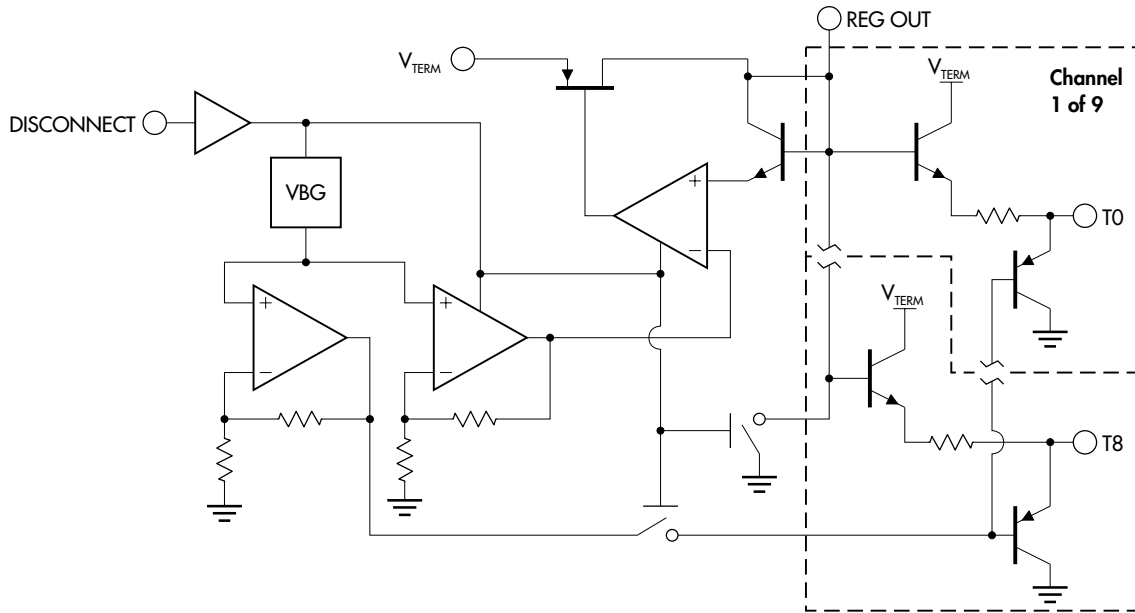 REG OUT
VTERM
VTERM
Channel
1 of 9
DISCONNECT
VBG
+
−
T0
VTERM
+
−
+
−
T8